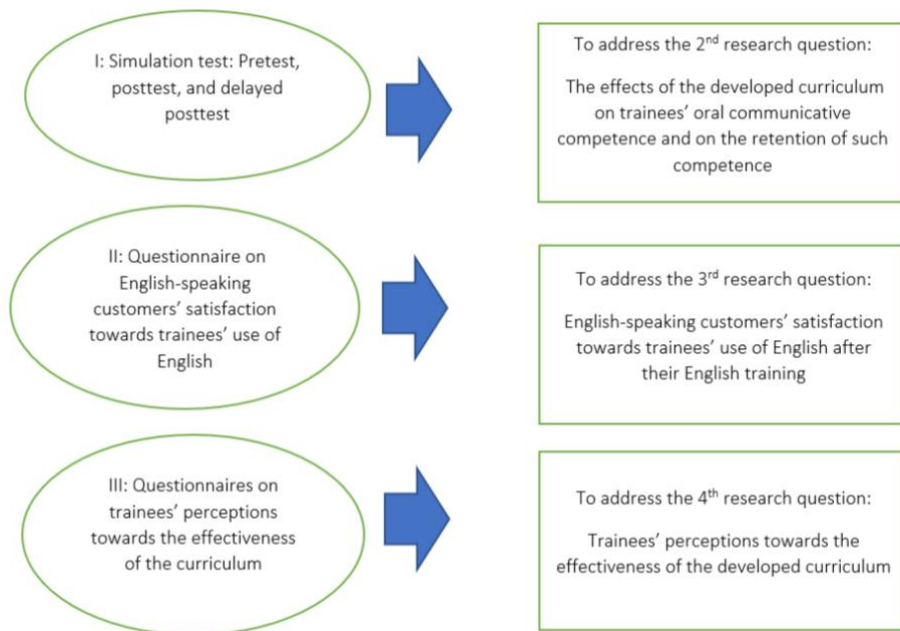 I: Simulation test: Pretest,
posttest, and delayed
posttest
To address the 2nd research question:
The effects of the developed curriculum
on trainees’ oral communicative
competence and on the retention of such
competence
II: Questionnaire on
English-speaking
customers’ satisfaction
towards trainees’ use of
English
To address the 3rd research question:
English-speaking customers’ satisfaction
towards trainees’ use of English after
their English training
III: Questionnaires on
trainees’ perceptions
towards the effectiveness
of the curriculum
To address the 4th research question:
Trainees’ perceptions towards the
effectiveness of the developed curriculum